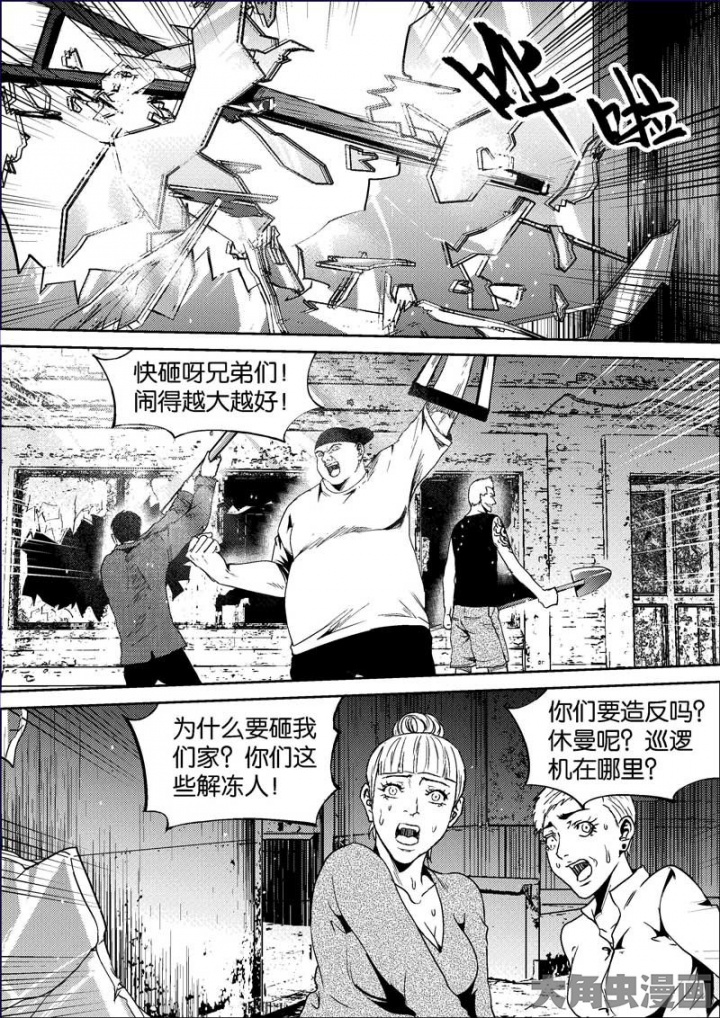 哗啦
快砸呀兄弟们！
闹得越大越好！
为什么要砸我
们家？你们这
些解冻人！
你们要造反吗？
休曼呢？巡逻
机在哪里？
大角虫漫画